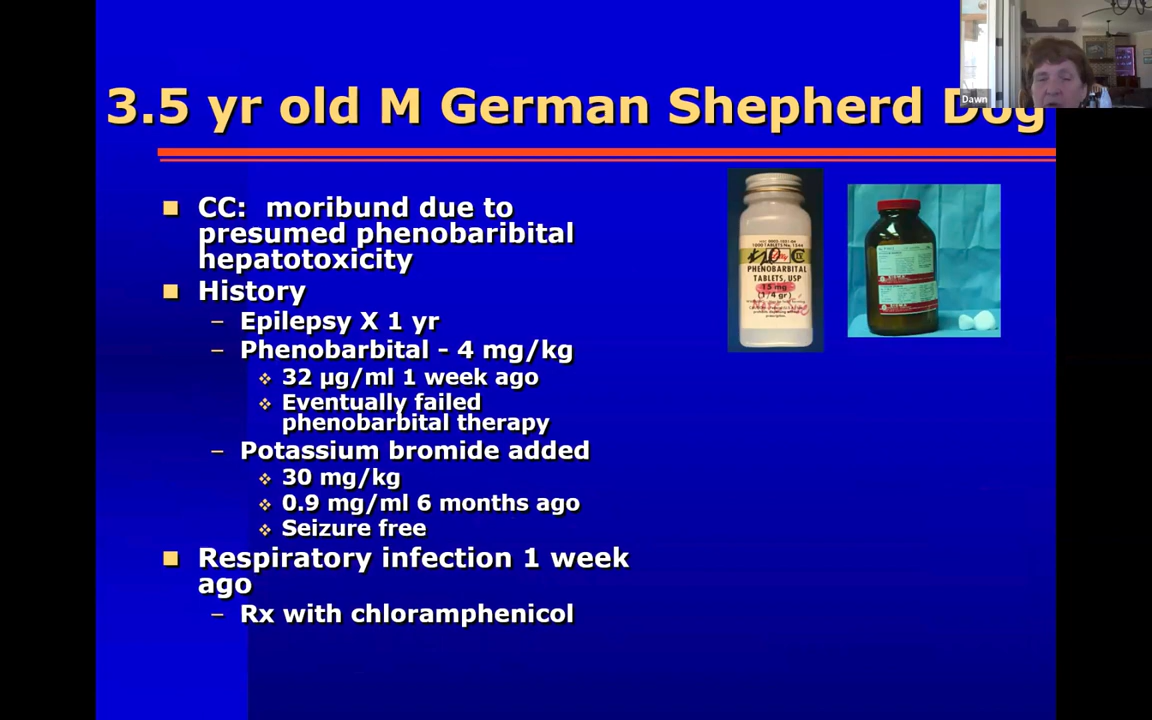 3.5 yr old M German Shepherd Dog
Dawn
CC: moribund due to
presumed phenobaribital
hepatotoxicity
History
– Epilepsy X 1 yr
– Phenobarbital - 4 mg/kg
32 µg/ml 1 week ago
Eventually failed
phenobarbital therapy
– Potassium bromide added
30 mg/kg
0.9 mg/ml 6 months ago
Seizure free
Respiratory infection 1 week
ago
– Rx with chloramphenicol
PHENOBARBITAL
TABLETS, USP
15 mg
(1/4 gr)